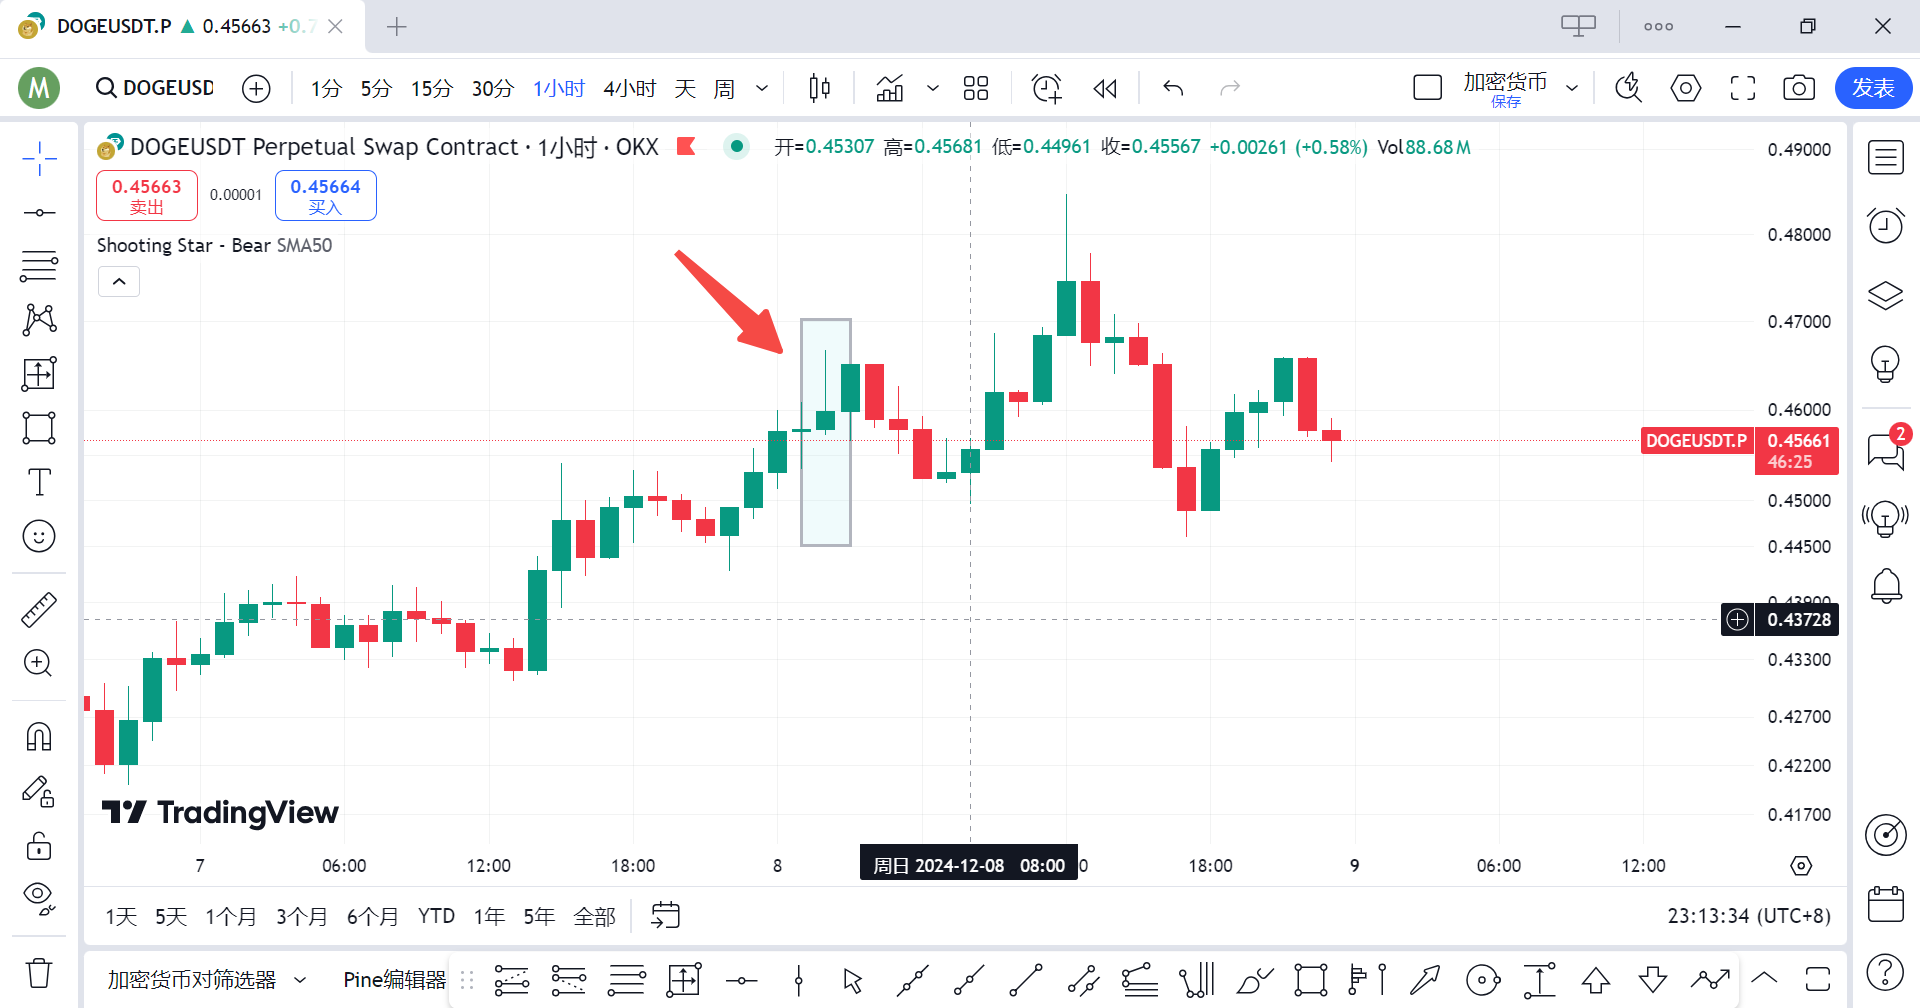 DOGEUSDT.P ▲ 0.45663 +0.7
M DOGEUSD 1分 5分 15分 30分 1小时 4小时 天 周 加密货币 保存 发表
DOGEUSDT Perpetual Swap Contract · 1小时 · OKX 开=0.45307 高=0.45681 低=0.44961 收=0.45567 +0.00261 (+0.58%) Vol88.68M
0.45663 卖出 0.00001 0.45664 买入
Shooting Star - Bear SMA50
0.49000
0.48000
0.47000
0.46000
DOGEUSDT.P 0.45661
46:25
2
0.45000
0.44500
0.43900
0.43728
0.43300
0.42700
0.42200
0.41700
TradingView
7 06:00 12:00 18:00 8 周日 2024-12-08 08:00 0 18:00 9 06:00 12:00
1天 5天 1个月 3个月 6个月 YTD 1年 5年 全部 23:13:34 (UTC+8)
加密货币对筛选器 Pine编辑器